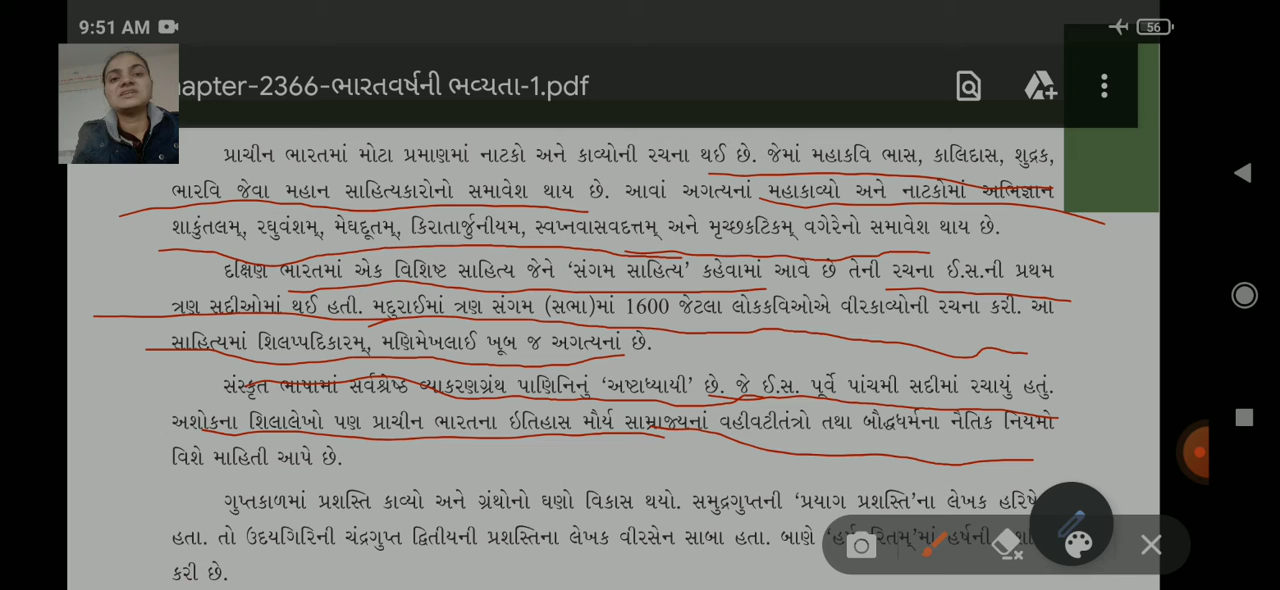 9:51 AM
56
hapter-2366-ભારતવર્ષની ભવ્યતા-1.pdf
પ્રાચીન ભારતમાં મોટા પ્રમાણમાં નાટકો અને કાવ્યોની રચના થઈ છે. જેમાં મહાકવિ ભાસ, કાલિદાસ, શુદ્રક,
ભારવિ જેવા મહાન સાહિત્યકારોનો સમાવેશ થાય છે. આવાં અગત્યનાં મહાકાવ્યો અને નાટકોમાં અભિજ્ઞાન
શાકુંતલમ્, રઘુવંશમ્, મેઘદૂતમ્, કિરાતાર્જુનીયમ, સ્વપ્નવાસવદત્તમ્ અને મૃચ્છકટિકમ્ વગેરેનો સમાવેશ થાય છે.
દક્ષિણ ભારતમાં એક વિશિષ્ટ સાહિત્ય જેને ‘સંગમ સાહિત્ય’ કહેવામાં આવે છે તેની રચના ઈ.સ.ની પ્રથમ
ત્રણ સદીઓમાં થઈ હતી. મદુરાઈમાં ત્રણ સંગમ (સભા)માં 1600 જેટલા લોકકવિઓએ વીરકાવ્યોની રચના કરી. આ
સાહિત્યમાં શિલપ્પદિકારમ્, મણિમેખલાઈ ખૂબ જ અગત્યનાં છે.
સંસ્કૃત ભાષામાં સર્વશ્રેષ્ઠ વ્યાકરણગ્રંથ પાણિનિનું ‘અષ્ટાધ્યાયી’ છે. જે ઈ.સ. પૂર્વે પાંચમી સદીમાં રચાયું હતું.
અશોકના શિલાલેખો પણ પ્રાચીન ભારતના ઇતિહાસ મૌર્ય સામ્રાજ્યનાં વહીવટીતંત્રો તથા બૌદ્ધધર્મના નૈતિક નિયમો
વિશે માહિતી આપે છે.
ગુપ્તકાળમાં પ્રશસ્તિ કાવ્યો અને ગ્રંથોનો ઘણો વિકાસ થયો. સમુદ્રગુપ્તની ‘પ્રયાગ પ્રશસ્તિ’ના લેખક
હતા. તો ઉદયગિરિની ચંદ્રગુપ્ત દ્વિતીયની પ્રશસ્તિના લેખક વીરસેન સાબા હતા. બાણે ‘હર્ષચરિતમ્’માં હર્ષની
કરી છે.